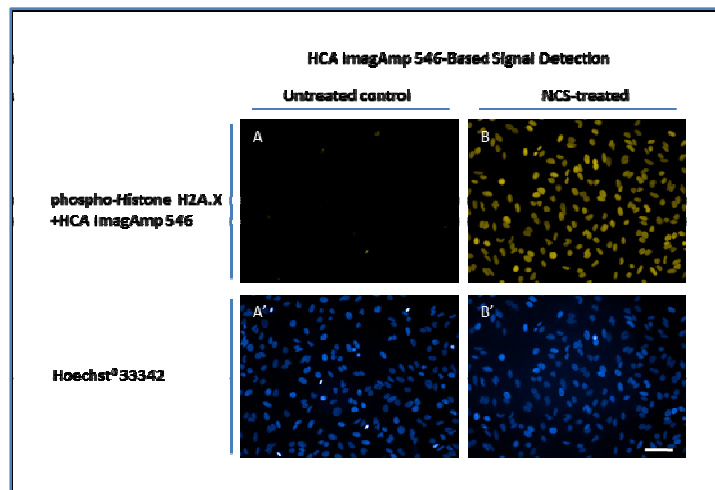 HCA ImagAmp 546-Based Signal Detection
Untreated control
NCS-treated
A
B
phospho-Histone H2A.X
+HCA ImagAmp 546
A′
B′
Hoechst® 33342